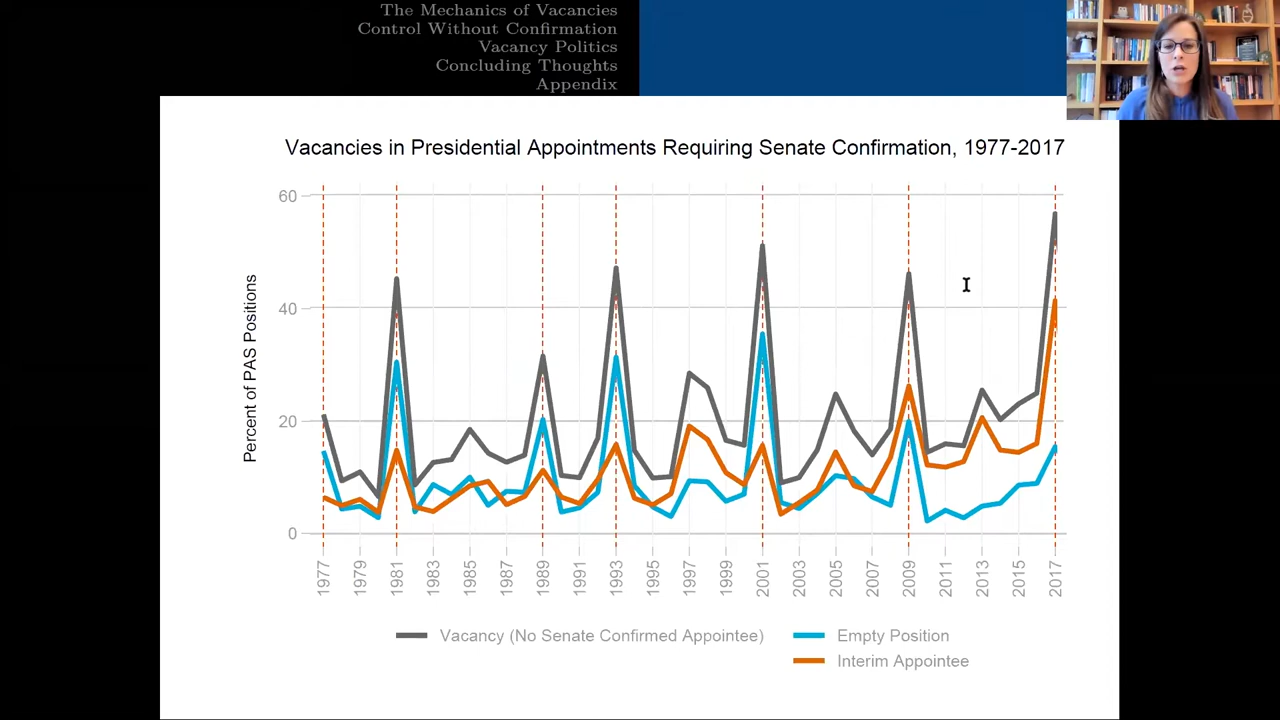 The Mechanics of Vacancies
Control Without Confirmation
Vacancy Politics
Concluding Thoughts
Appendix
Vacancies in Presidential Appointments Requiring Senate Confirmation, 1977-2017
Percent of PAS Positions
60
40
20
0
1977
1979
1981
1983
1985
1987
1989
1991
1993
1995
1997
1999
2001
2003
2005
2007
2009
2011
2013
2015
2017
Vacancy (No Senate Confirmed Appointee)
Empty Position
Interim Appointee